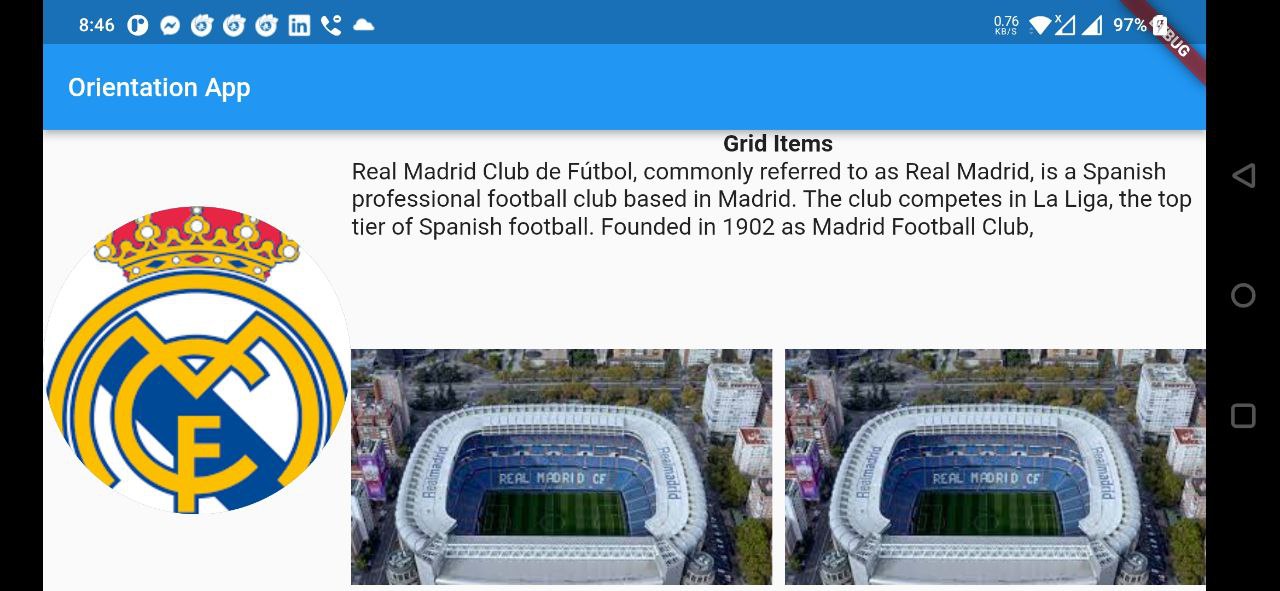 8:46
0.76
KB/S
X
97%
BUG
Orientation App
Grid Items
Real Madrid Club de Fútbol, commonly referred to as Real Madrid, is a Spanish
professional football club based in Madrid. The club competes in La Liga, the top
tier of Spanish football. Founded in 1902 as Madrid Football Club,
Realmadrid
REAL MADRID CF
Realmadrid
Realmadrid
REAL MADRID CF
Realmadrid